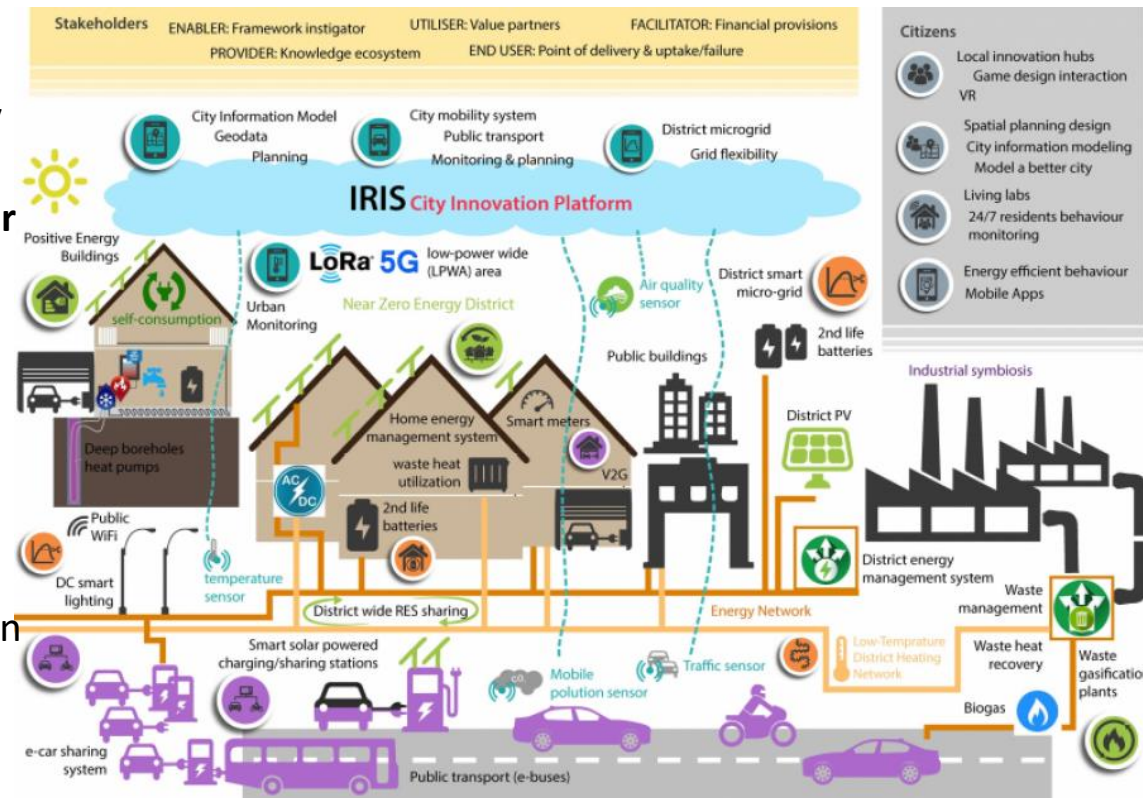 Stakeholders
ENABLER: Framework instigator
UTILISER: Value partners
FACILITATOR: Financial provisions
PROVIDER: Knowledge ecosystem
END USER: Point of delivery & uptake/failure
Citizens
Local innovation hubs
Game design interaction
VR
Spatial planning design
City information modeling
Model a better city
Living labs
24/7 residents behaviour
monitoring
Energy efficient behaviour
Mobile Apps
City Information Model
Geodata
Planning
City mobility system
Public transport
Monitoring & planning
District microgrid
Grid flexibility
IRIS City Innovation Platform
r
Positive Energy
Buildings
self-consumption
Deep boreholes
heat pumps
Urban
Monitoring
LoRa 5G
low-power wide
(LPWA) area
Near Zero Energy District
Air quality
sensor
District smart
micro-grid
2nd life
batteries
Public buildings
Industrial symbiosis
Home energy
management system
waste heat
utilization
Smart meters
V2G
AC
DC
2nd life
batteries
District PV
Public
WiFi
DC smart
lighting
temperature
sensor
District energy
management system
Waste
management
District wide RES sharing
Energy Network
n
Smart solar powered
charging/sharing stations
CO2
Mobile
polution sensor
Traffic sensor
Low-Temprature
District Heating
Network
Waste heat
recovery
Waste
gasificatio
plants
Biogas
e-car sharing
system
Public transport (e-buses)